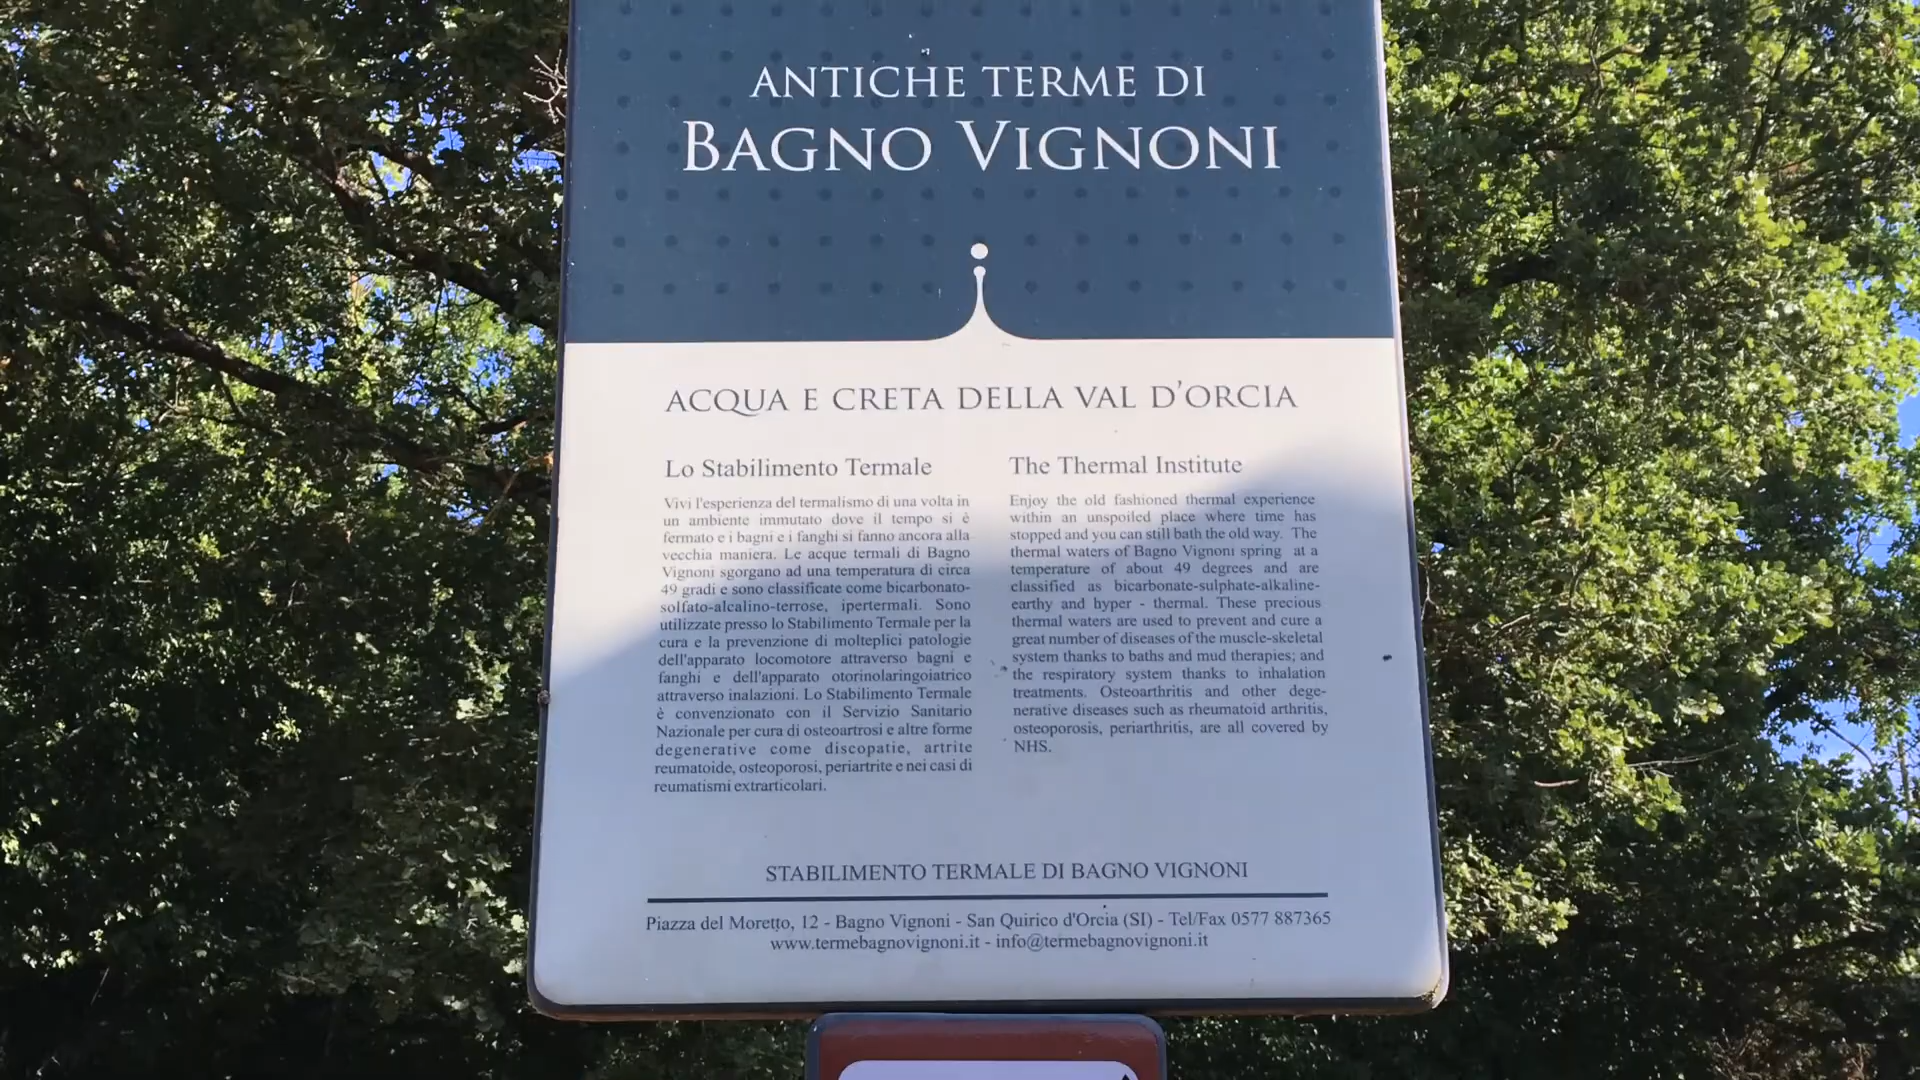 ANTICHE TERME DI
BAGNO VIGNONI
ACQUA E CRETA DELLA VAL D'ORCIA
Lo Stabilimento Termale
Vivi l'esperienza del termalismo di una volta in
un ambiente immutato dove il tempo si è
fermato e i bagni e i fanghi si fanno ancora alla
vecchia maniera. Le acque termali di Bagno
Vignoni sgorgano ad una temperatura di circa
49 gradi e sono classificate come bicarbonato-
solfato-alcalino-terrose, ipertermali. Sono
utilizzate presso lo Stabilimento Termale per la
cura e la prevenzione di molteplici patologie
dell'apparato locomotore attraverso bagni e
fanghi e dell'apparato otorinolaringoiatrico
attraverso inalazioni. Lo Stabilimento Termale
è convenzionato con il Servizio Sanitario
Nazionale per cura di osteoartrosi e altre forme
degenerative come discopatie, artrite
reumatoide, osteoporosi, periartrite e nei casi di
reumatismi extrarticolari.
The Thermal Institute
Enjoy the old fashioned thermal experience
within an unspoiled place where time has
stopped and you can still bath the old way. The
thermal waters of Bagno Vignoni spring at a
temperature of about 49 degrees and are
classified as bicarbonate-sulphate-alkaline-
earthy and hyper - thermal. These precious
thermal waters are used to prevent and cure a
great number of diseases of the muscle-skeletal
system thanks to baths and mud therapies; and
the respiratory system thanks to inhalation
treatments. Osteoarthritis and other dege-
nerative diseases such as rheumatoid arthritis,
osteoporosis, periarthritis, are all covered by
NHS.
STABILIMENTO TERMALE DI BAGNO VIGNONI
Piazza del Moretto, 12 - Bagno Vignoni - San Quirico d'Orcia (SI) - Tel/Fax 0577 887365
www.termebagnovignoni.it - info@termebagnovignoni.it